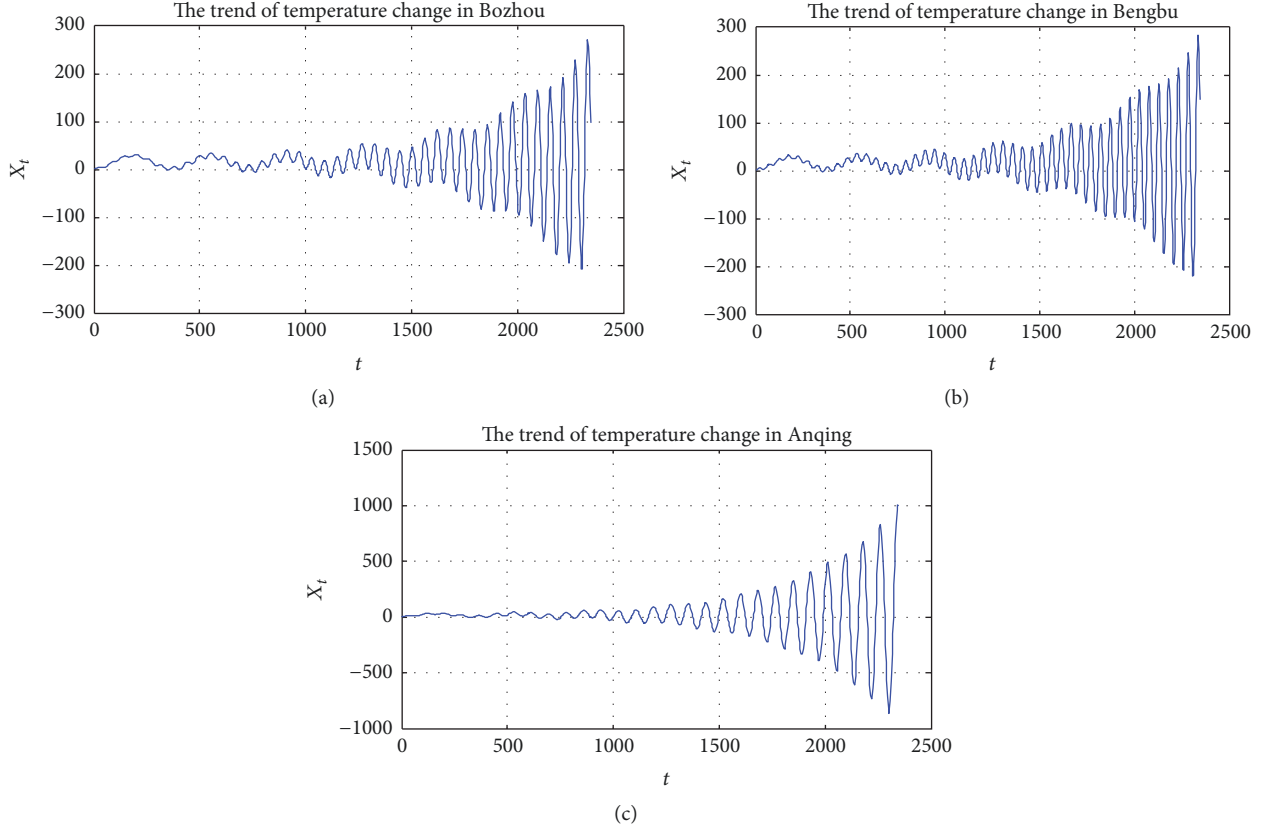 The trend of temperature change in Bozhou
300
200
100
0
−100
−200
−300
X_t
0 500 1000 1500 2000 2500
t
(a)
The trend of temperature change in Bengbu
300
200
100
0
−100
−200
−300
X_t
0 500 1000 1500 2000 2500
t
(b)
The trend of temperature change in Anqing
1500
1000
500
0
−500
−1000
X_t
0 500 1000 1500 2000 2500
t
(c)